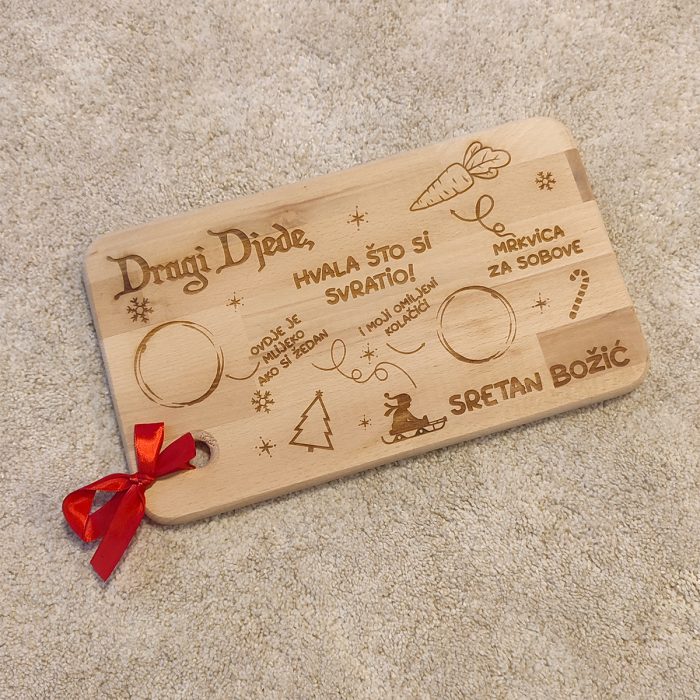 Dragi Djede,
HVALA ŠTO SI
SVRATIO!
MRKVICA
ZA SOBOVE
OVDJE JE
MLIJEKO
AKO SI ŽEDAN
I MOJI OMILJENI
KOLAČIĆI
SRETAN BOŽIĆ